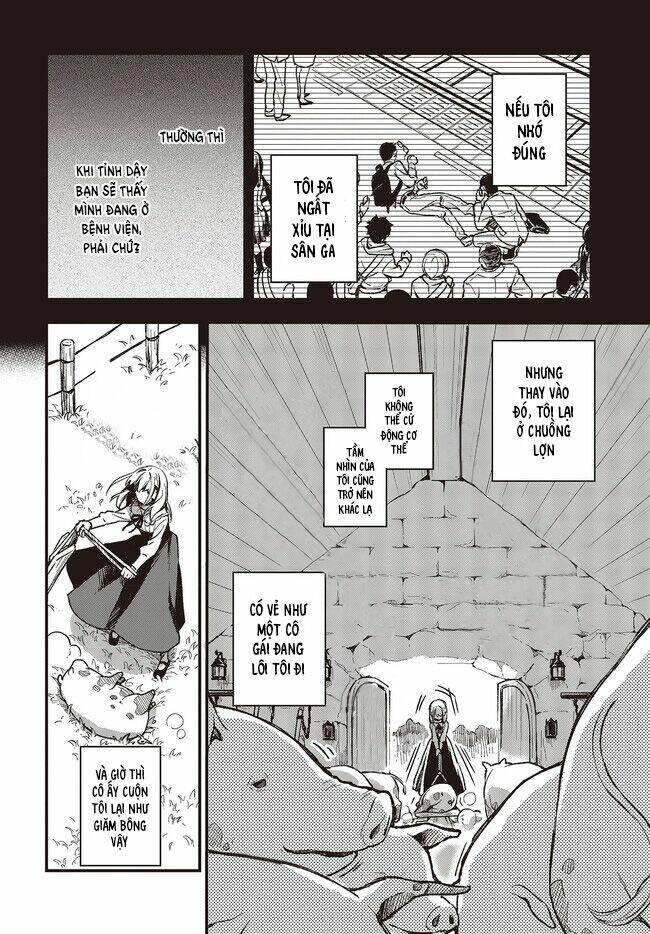 NẾU TÔI
NHỚ
ĐÚNG
TÔI ĐÃ
NGẤT
XỈU TẠI
SÂN GA
THƯỜNG THÌ
KHI TỈNH DẬY
BẠN SẼ THẤY
MÌNH ĐANG Ở
BỆNH VIỆN,
PHẢI CHỨ?
NHƯNG
THAY VÀO
ĐÓ, TÔI LẠI
Ở CHUỒNG
LỢN
TÔI
KHÔNG
THỂ CỬ
ĐỘNG CƠ
THỂ
TẦM
NHÌN CỦA
TÔI CŨNG
TRỞ NÊN
KHÁC LẠ
CÓ VẺ NHƯ
MỘT CÔ
GÁI ĐANG
LÔI TÔI ĐI
VÀ GIỜ THÌ
CÔ ẤY CUỘN
TÔI LẠI NHƯ
GIĂM BÔNG
VẬY